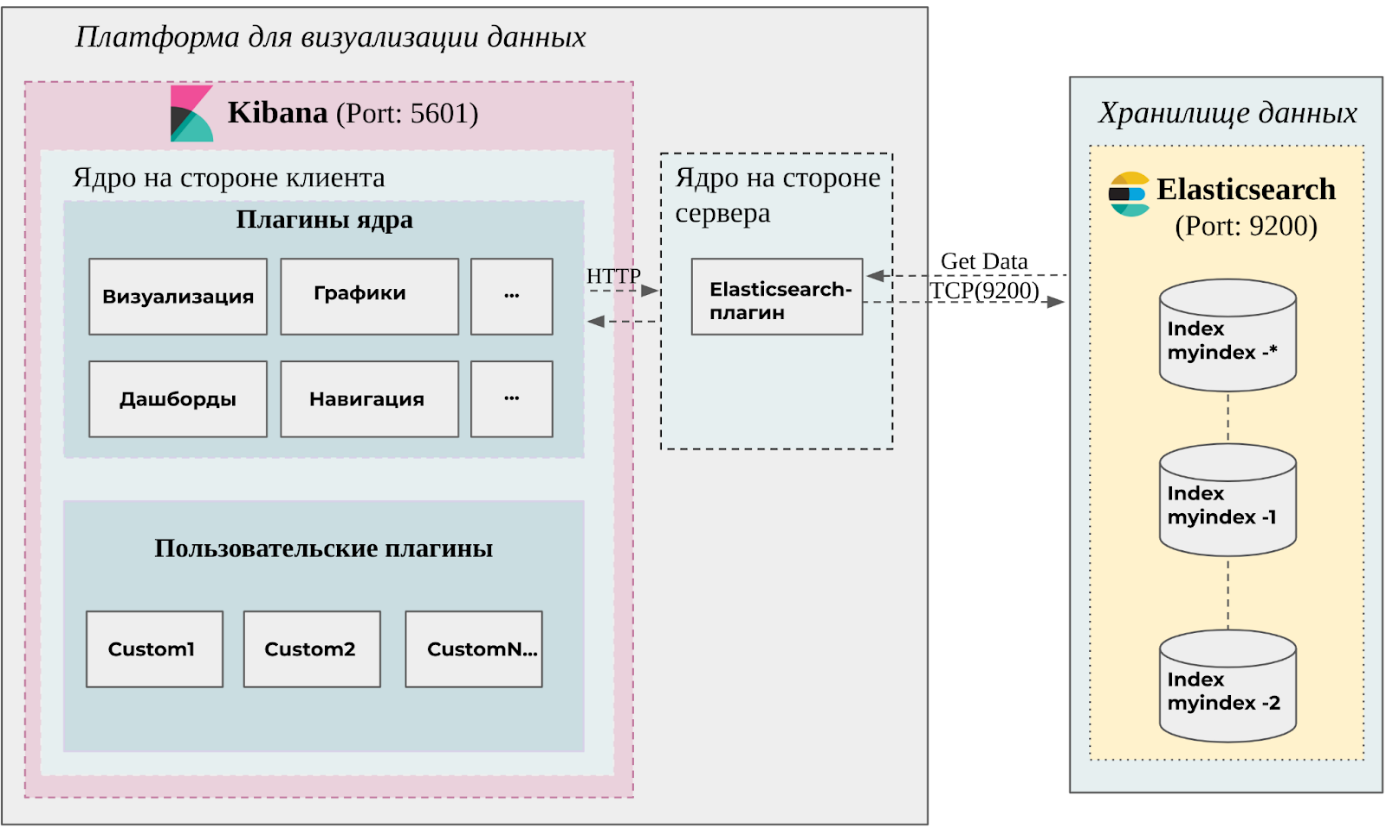 Платформа для визуализации данных
Kibana (Port: 5601)
Ядро на стороне клиента
Плагины ядра
Визуализация
Графики
...
Дашборды
Навигация
...
Пользовательские плагины
Custom1
Custom2
CustomN...
HTTP
Ядро на стороне
сервера
Elasticsearch-
плагин
Get Data
TCP(9200)
Хранилище данных
Elasticsearch
(Port: 9200)
Index
myindex -*
Index
myindex -1
Index
myindex -2